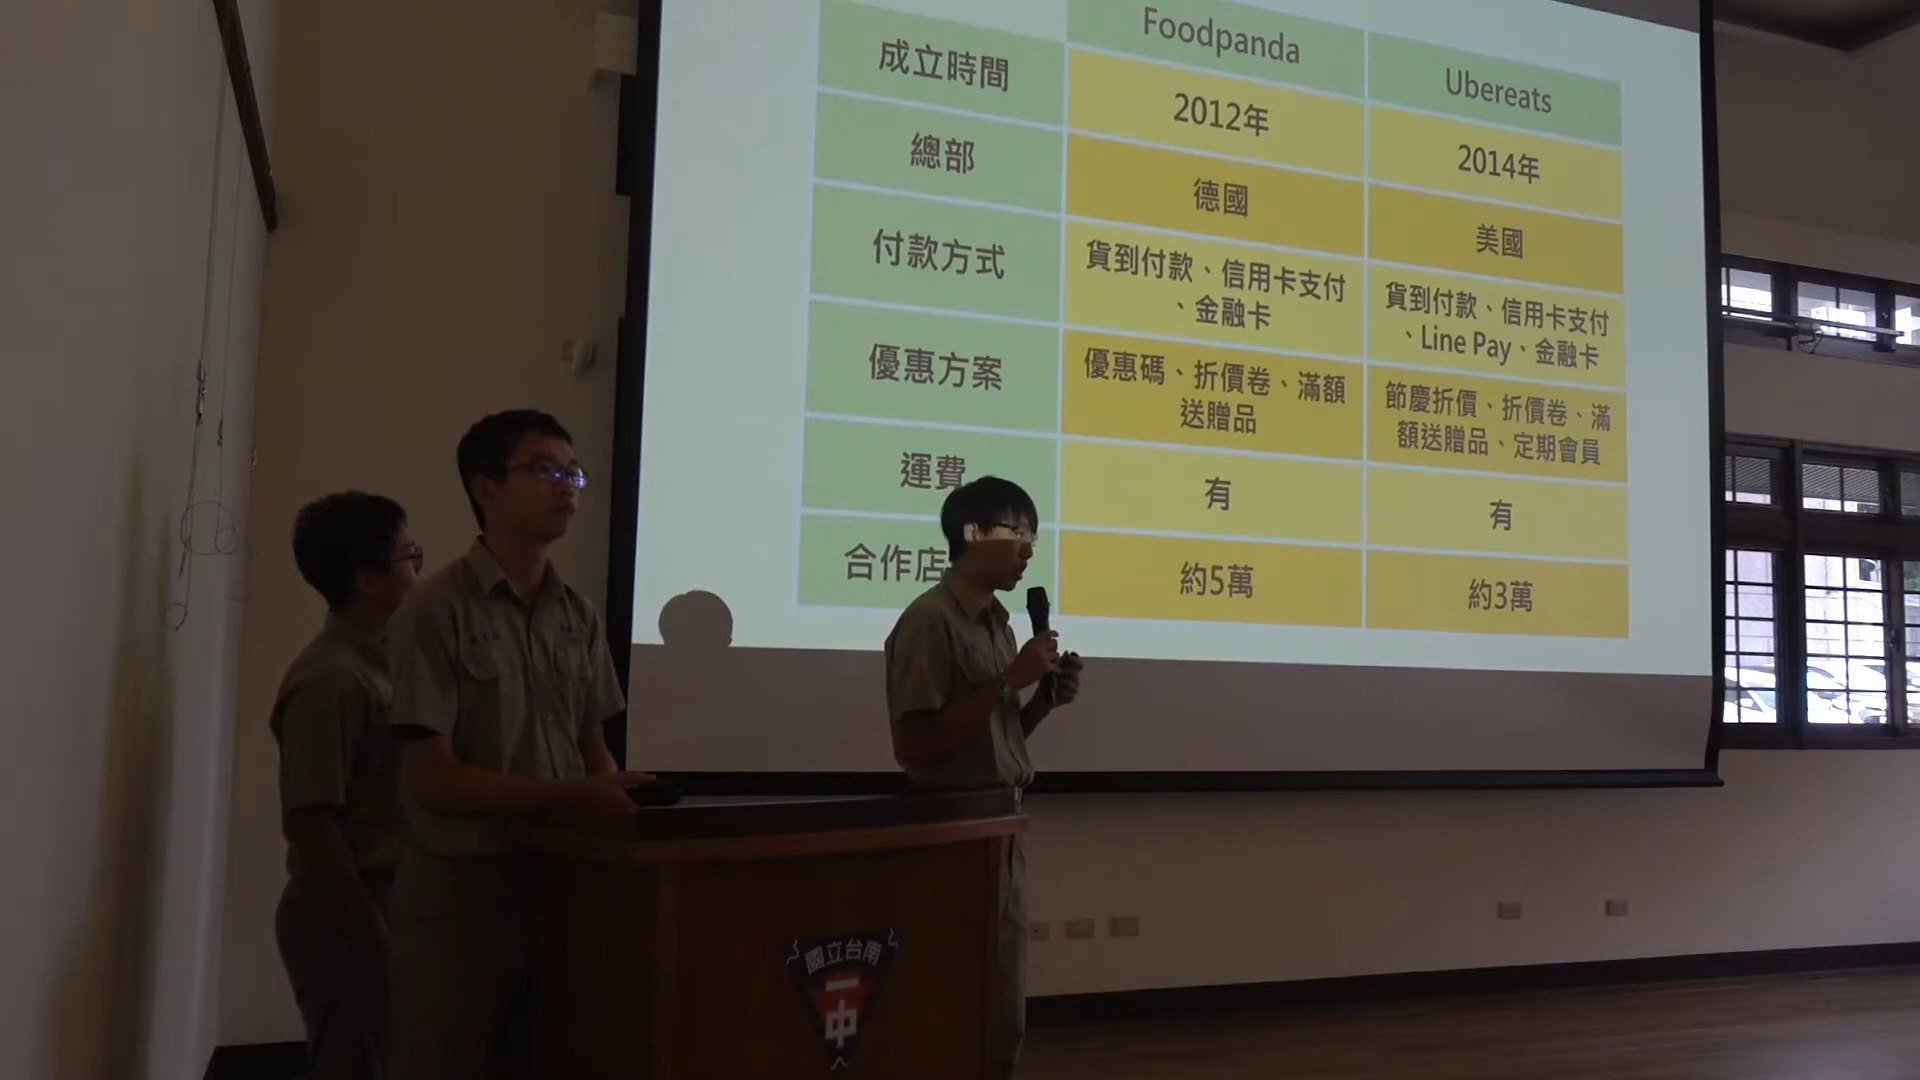 Foodpanda
Ubereats
成立時間
2012年
2014年
總部
德國
美國
付款方式
貨到付款、信用卡支付
、金融卡
貨到付款、信用卡支付
、Line Pay、金融卡
優惠方案
優惠碼、折價卷、滿額
送贈品
節慶折價、折價卷、滿
額送贈品、定期會員
運費
有
有
合作店
約5萬
約3萬
國立台南
一中